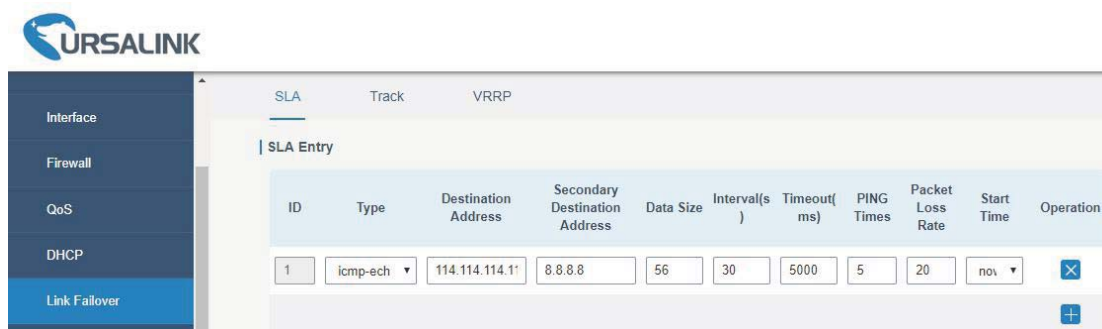 URSALINK
SLA Track VRRP
Interface
SLA Entry
Firewall
ID Type Destination Address Secondary Destination Address Data Size Interval(s) Timeout(ms) PING Times Packet Loss Rate Start Time Operation
QoS
DHCP
1 icmp-ech 114.114.114.1 8.8.8.8 56 30 5000 5 20 now
Link Failover